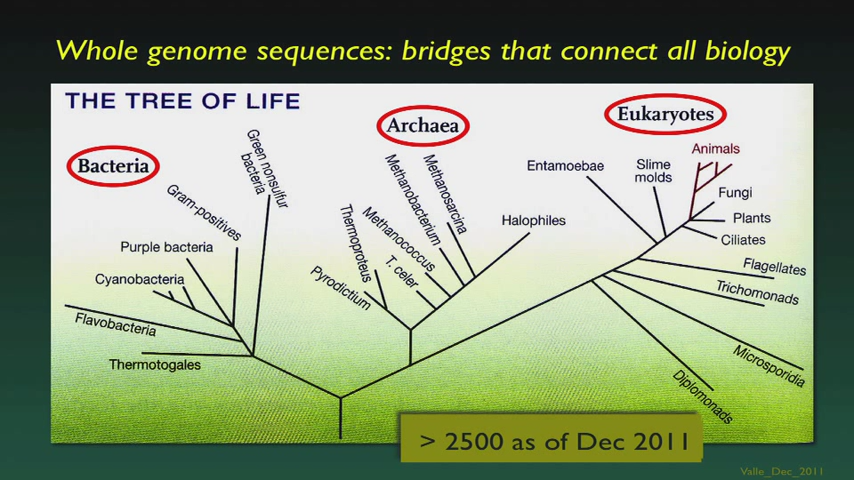 Whole genome sequences: bridges that connect all biology
THE TREE OF LIFE
Bacteria
Archaea
Eukaryotes
Green nonsulfur
bacteria
Gram-positives
Purple bacteria
Cyanobacteria
Flavobacteria
Thermotogales
Methanosarcina
Methanobacterium
Methanococcus
Thermoproteus
T. celer
Pyrodictium
Halophiles
Entamoebae
Slime
molds
Animals
Fungi
Plants
Ciliates
Flagellates
Trichomonads
Microsporidia
Diplomonads
> 2500 as of Dec 2011
Valle_Dec_2011